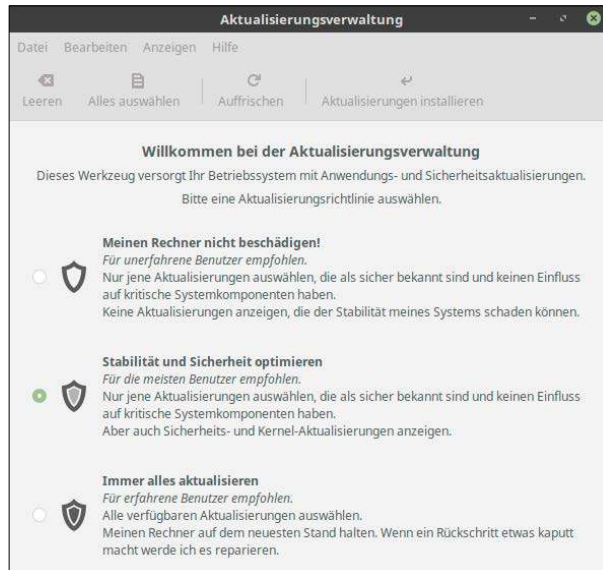 Aktualisierungsverwaltung
Datei Bearbeiten Anzeigen Hilfe
Leeren Alles auswählen Auffrischen Aktualisierungen installieren
Willkommen bei der Aktualisierungsverwaltung
Dieses Werkzeug versorgt Ihr Betriebssystem mit Anwendungs- und Sicherheitsaktualisierungen.
Bitte eine Aktualisierungsrichtlinie auswählen.
Meinen Rechner nicht beschädigen!
Für unerfahrene Benutzer empfohlen.
Nur jene Aktualisierungen auswählen, die als sicher bekannt sind und keinen Einfluss
auf kritische Systemkomponenten haben.
Keine Aktualisierungen anzeigen, die der Stabilität meines Systems schaden können.
Stabilität und Sicherheit optimieren
Für die meisten Benutzer empfohlen.
Nur jene Aktualisierungen auswählen, die als sicher bekannt sind und keinen Einfluss
auf kritische Systemkomponenten haben.
Aber auch Sicherheits- und Kernel-Aktualisierungen anzeigen.
Immer alles aktualisieren
Für erfahrene Benutzer empfohlen.
Alle verfügbaren Aktualisierungen auswählen.
Meinen Rechner auf dem neuesten Stand halten. Wenn ein Rückschritt etwas kaputt
macht werde ich es reparieren.